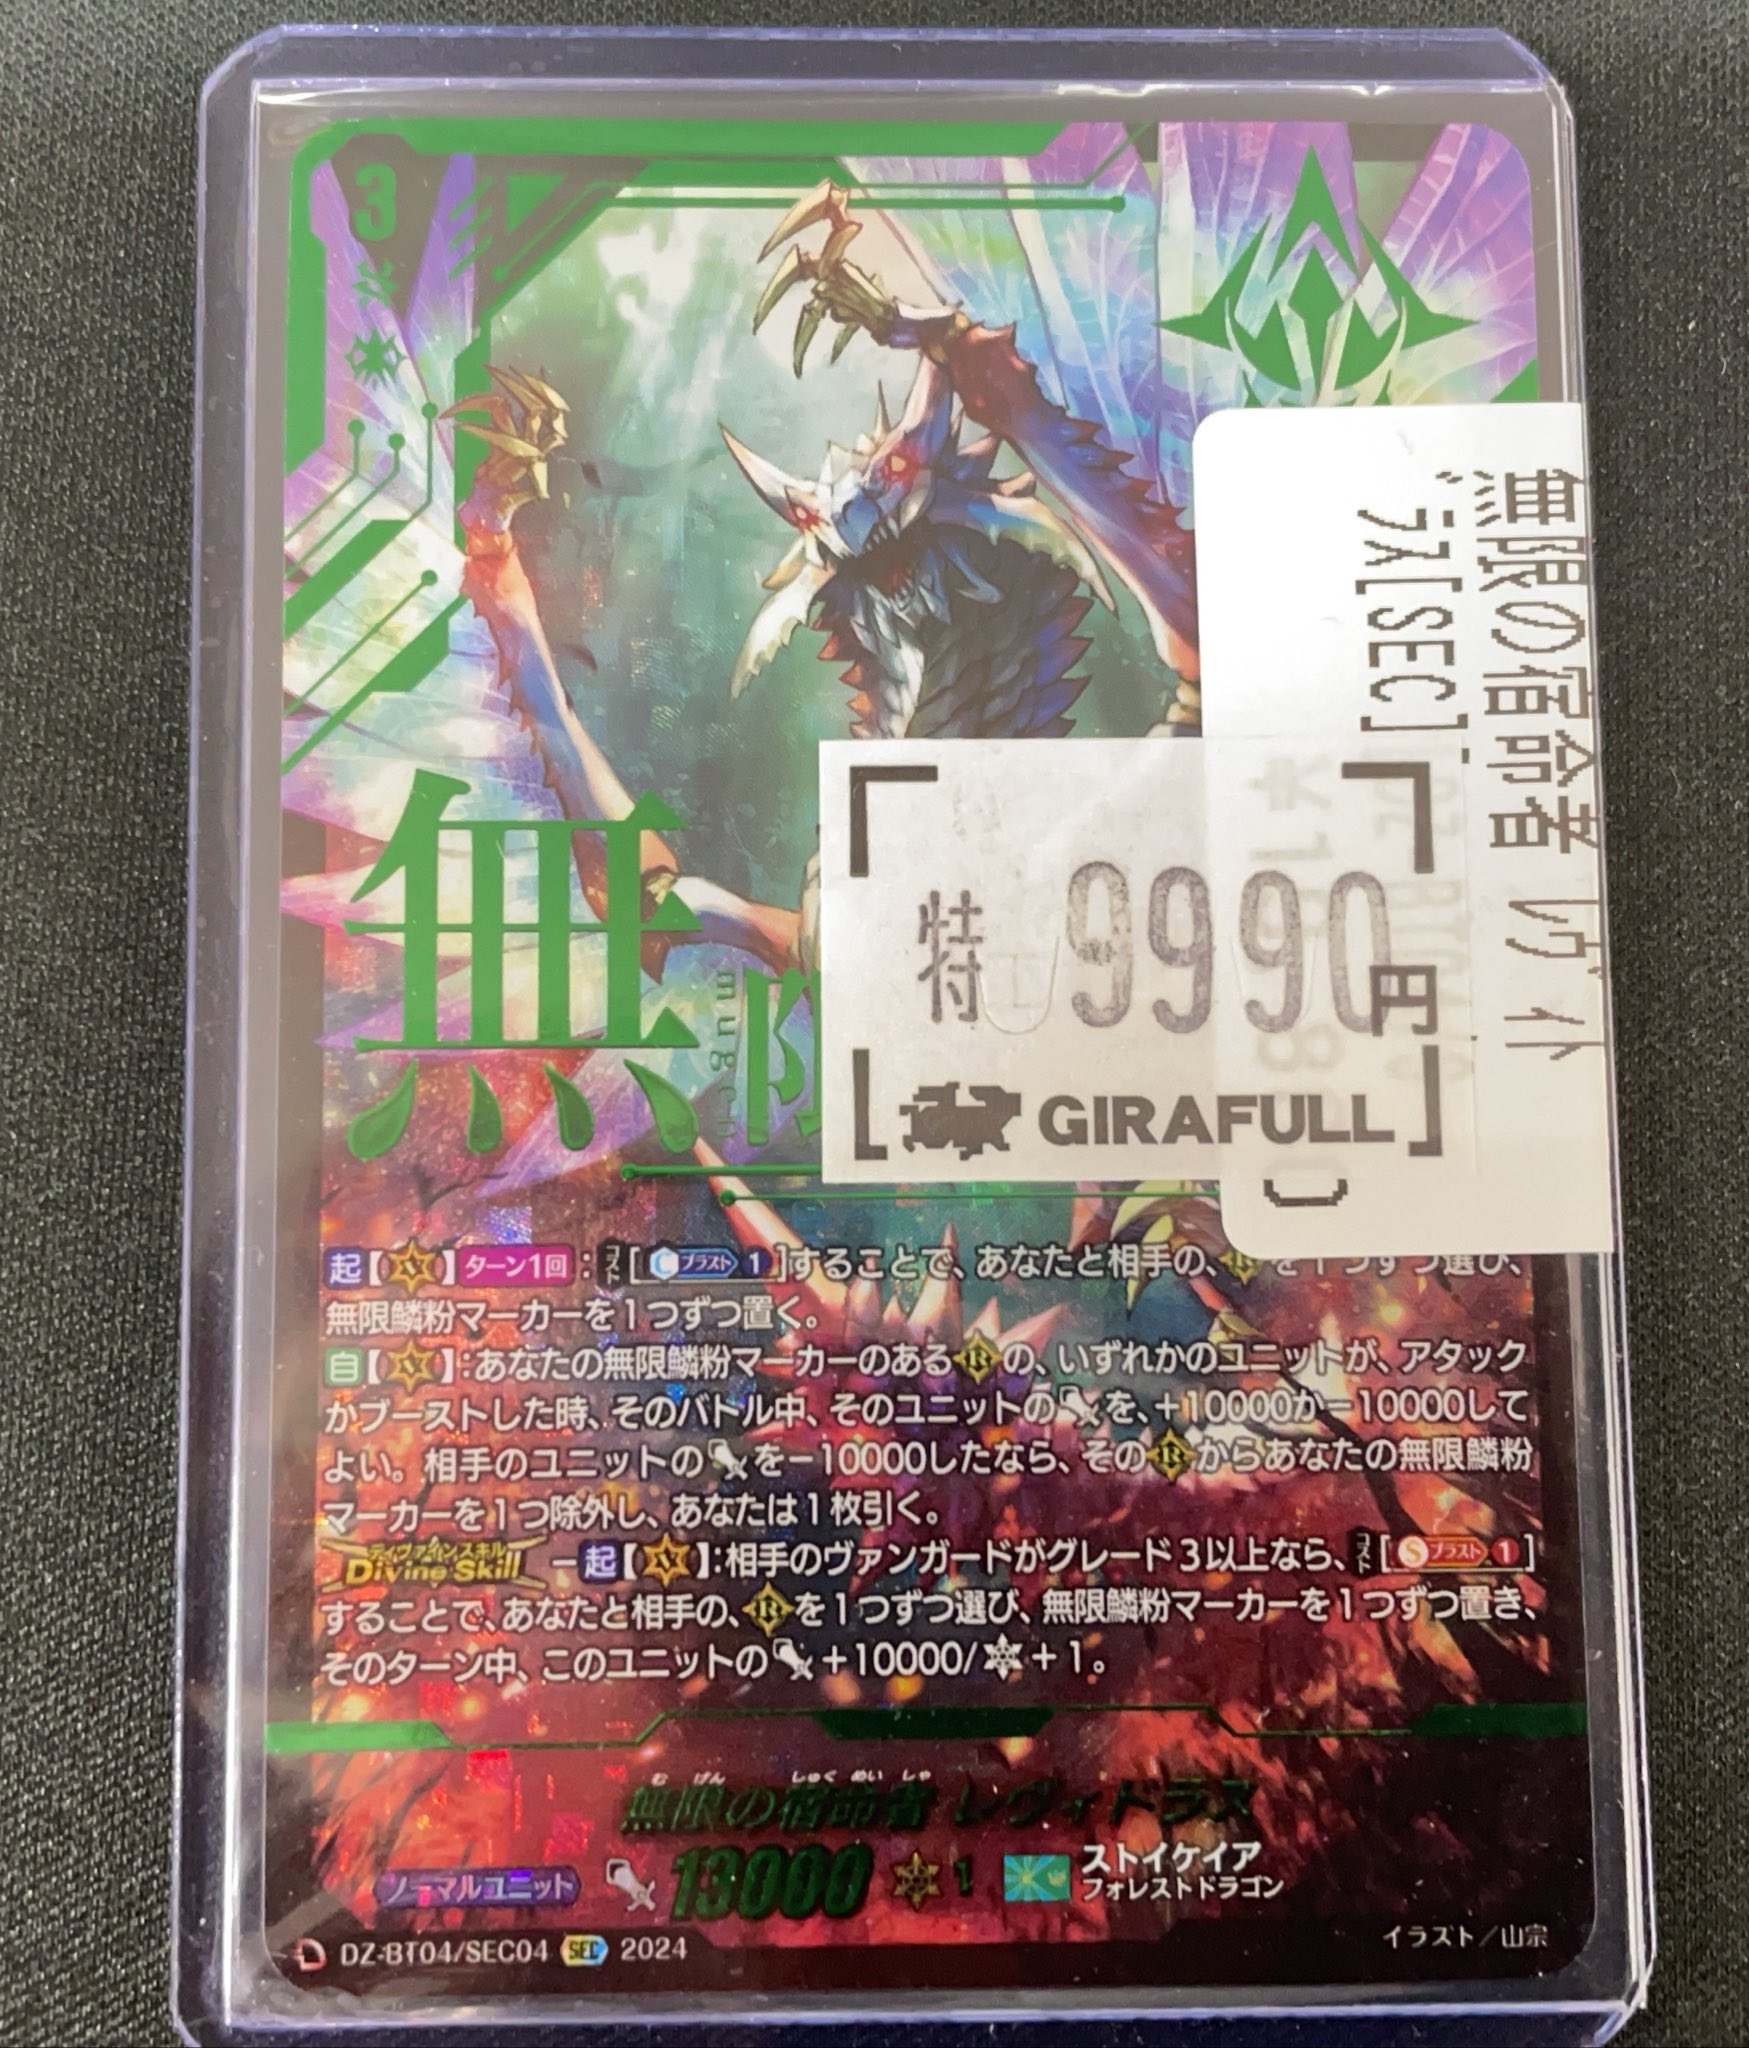 3
無限の宿命者 レヴィド
ラス[SEC]
無
特 9990円
GIRAFULL
起【V】ターン1回：コスト[Cブラスト1]することで、あなたと相手の、Rを1つずつ選び、
無限鱗粉マーカーを1つずつ置く。
自【V】：あなたの無限鱗粉マーカーのあるRの、いずれかのユニットが、アタック
かブーストした時、そのバトル中、そのユニットのを、+10000か－10000して
よい。相手のユニットのを－10000したなら、そのRからあなたの無限鱗粉
マーカーを1つ除外し、あなたは1枚引く。
ディヴァインスキル
Divine Skill －起【V】：相手のヴァンガードがグレード3以上なら、コスト[Sブラスト1]
することで、あなたと相手の、Rを1つずつ選び、無限鱗粉マーカーを1つずつ置き、
そのターン中、このユニットの+10000/+1。
む げん しゅく めい しゃ
無限の宿命者 レヴィドラス
ノーマルユニット 13000 1 ストイケイア
フォレストドラゴン
D DZ-BT04/SEC04 SEC 2024 イラスト／山宗